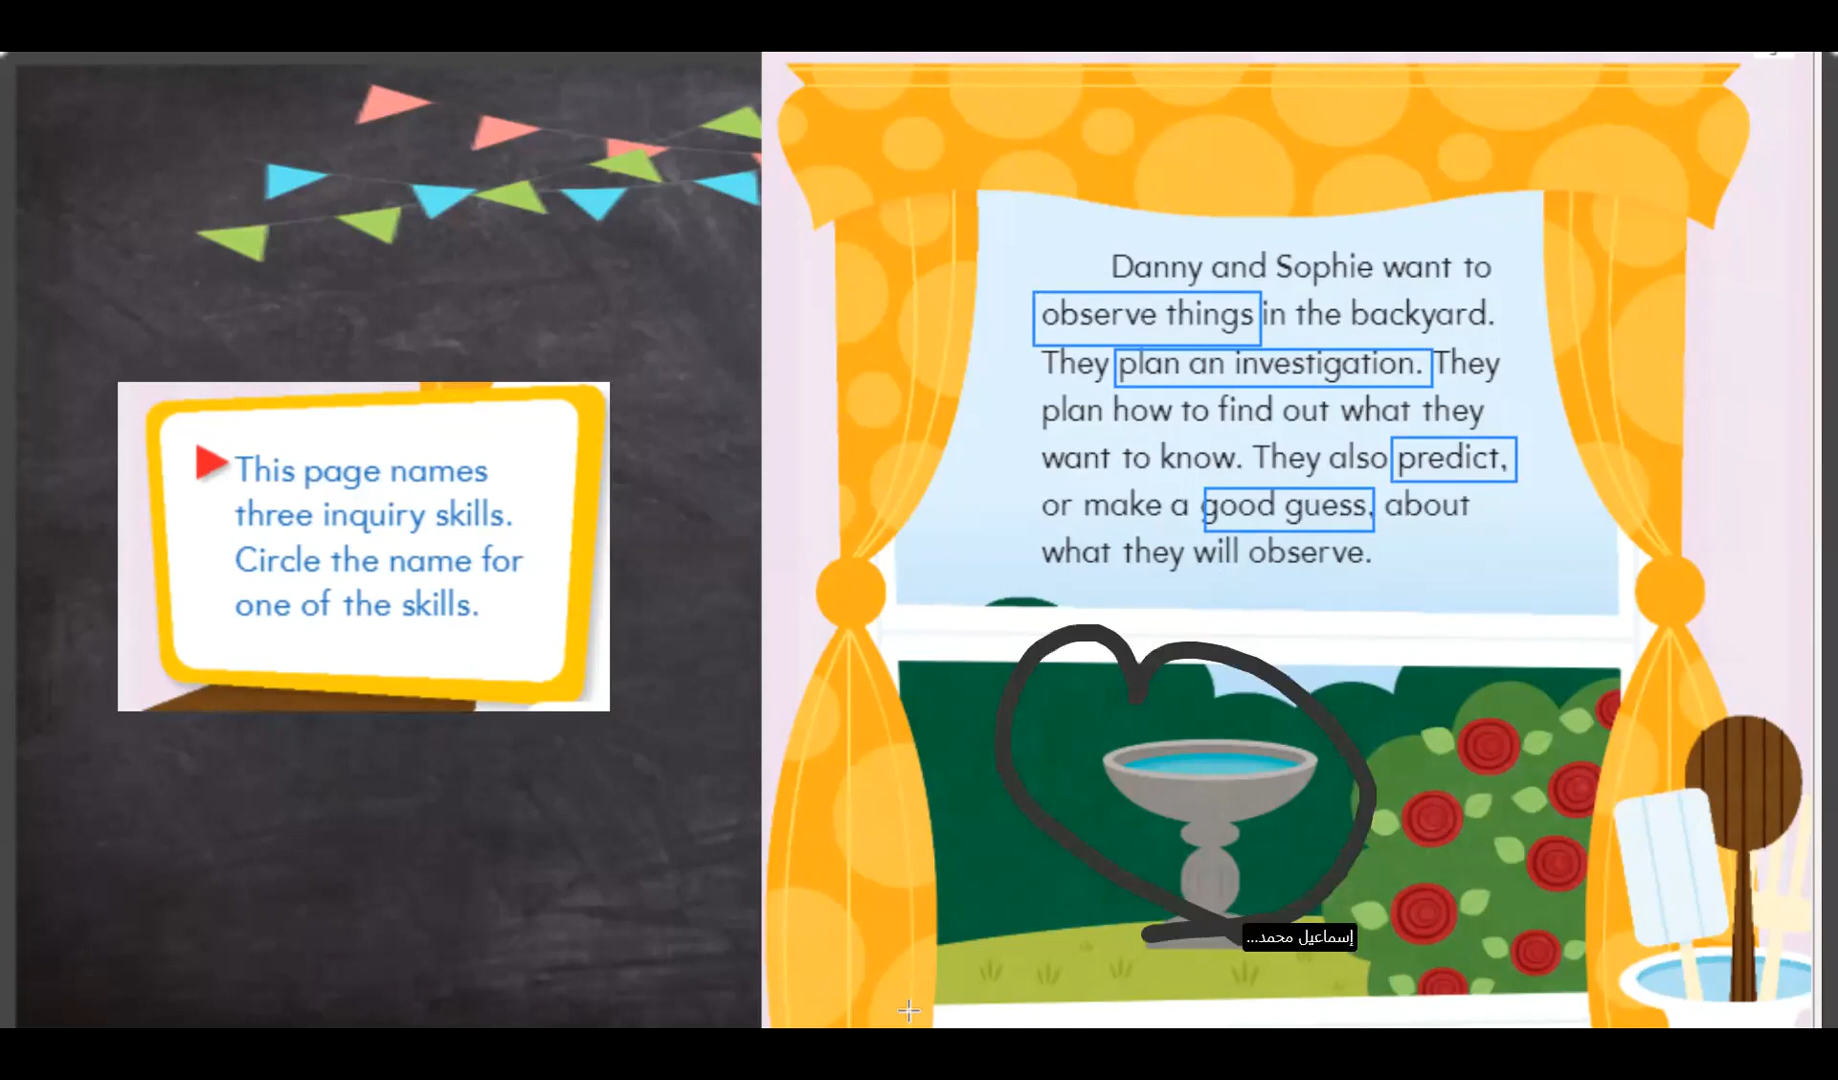 This page names
three inquiry skills.
Circle the name for
one of the skills.
Danny and Sophie want to
observe things in the backyard.
They plan an investigation. They
plan how to find out what they
want to know. They also predict,
or make a good guess, about
what they will observe.
إسماعيل محمد...